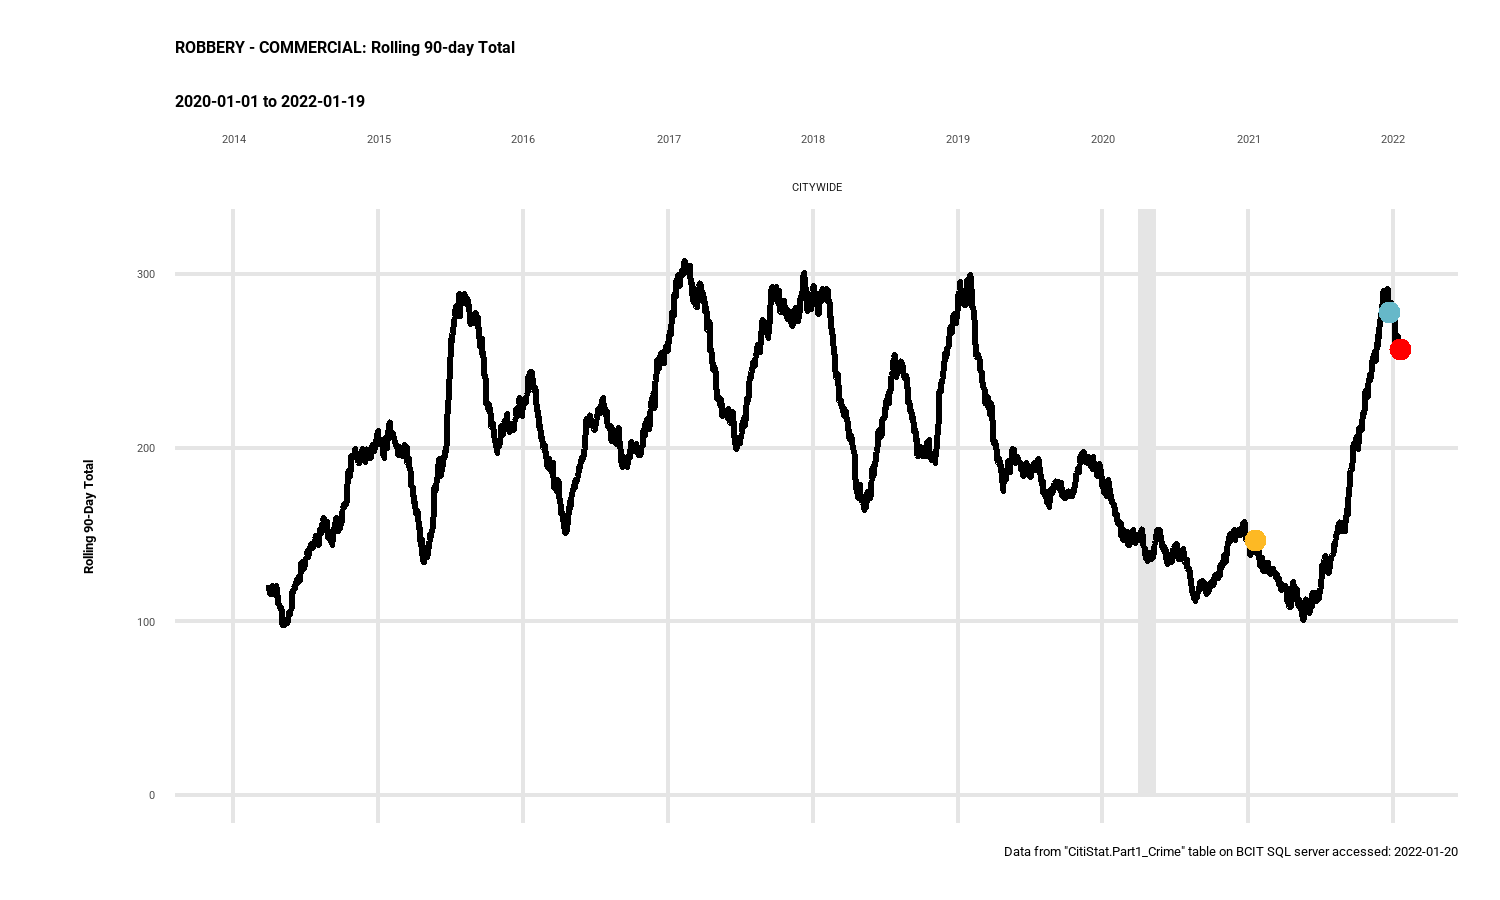 ROBBERY - COMMERCIAL: Rolling 90-day Total
2020-01-01 to 2022-01-19
2014 2015 2016 2017 2018 2019 2020 2021 2022
CITYWIDE
300
200
100
0
Rolling 90-Day Total
Data from "CitiStat.Part1_Crime" table on BCIT SQL server accessed: 2022-01-20